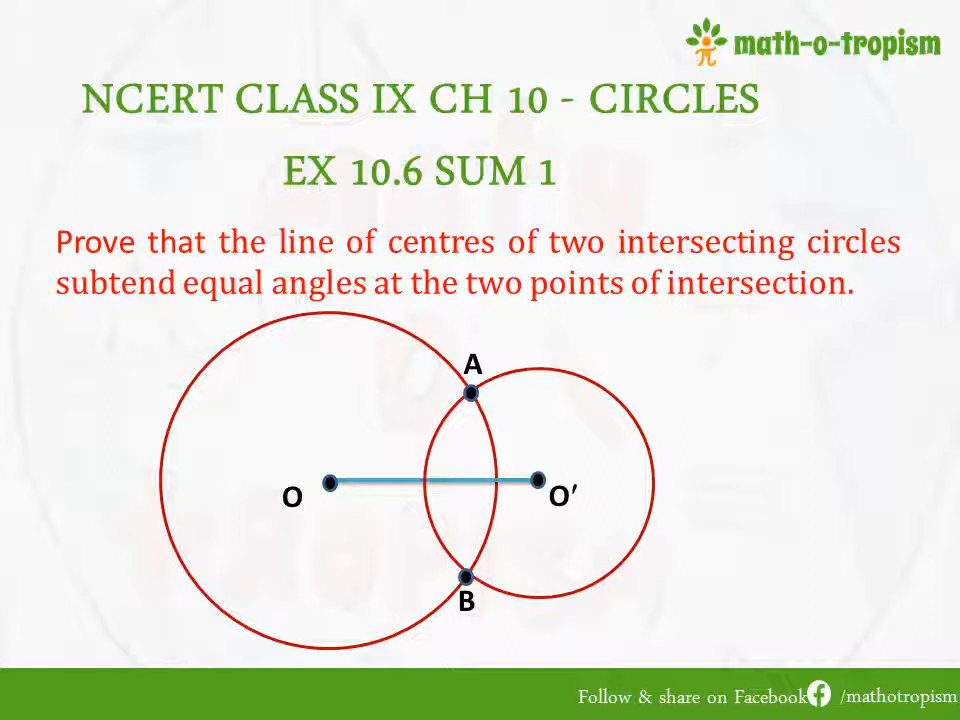 math-o-tropism
NCERT CLASS IX CH 10 - CIRCLES
EX 10.6 SUM 1
Prove that the line of centres of two intersecting circles
subtend equal angles at the two points of intersection.
A
O
O′
B
Follow & share on Facebook /mathotropism